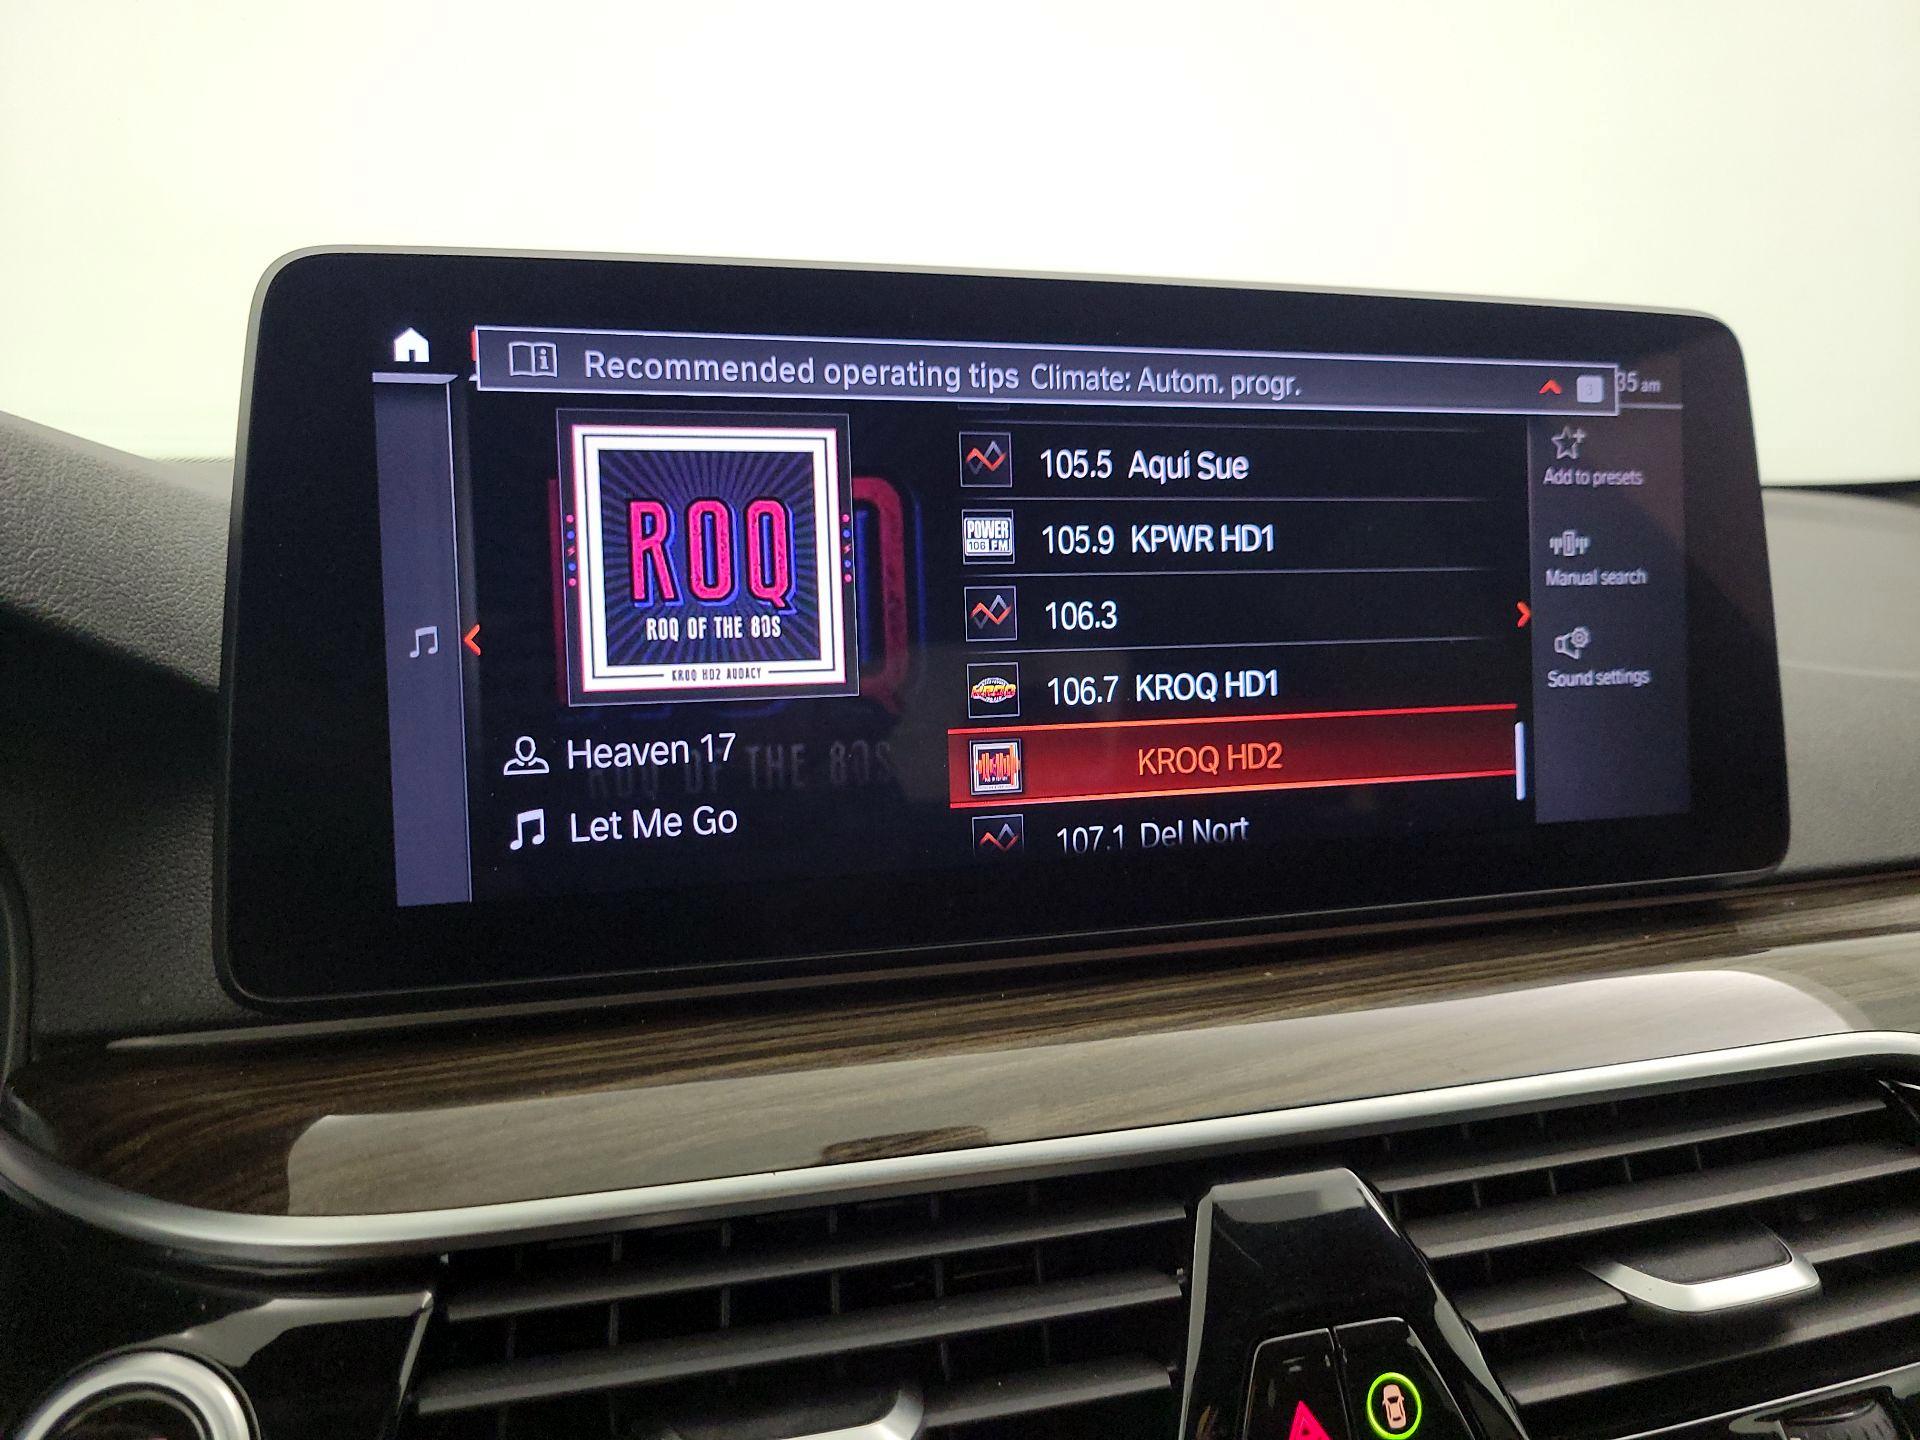 Recommended operating tips Climate: Autom. progr.
3
35 am
ROQ
ROQ OF THE 80S
KROQ HD2 AUDACY
Heaven 17
Let Me Go
105.5 Aqui Sue
POWER
106 FM
105.9 KPWR HD1
106.3
KROQ
106.7 KROQ HD1
KROQ HD2
107.1 Del Nort
Add to presets
Manual search
Sound settings